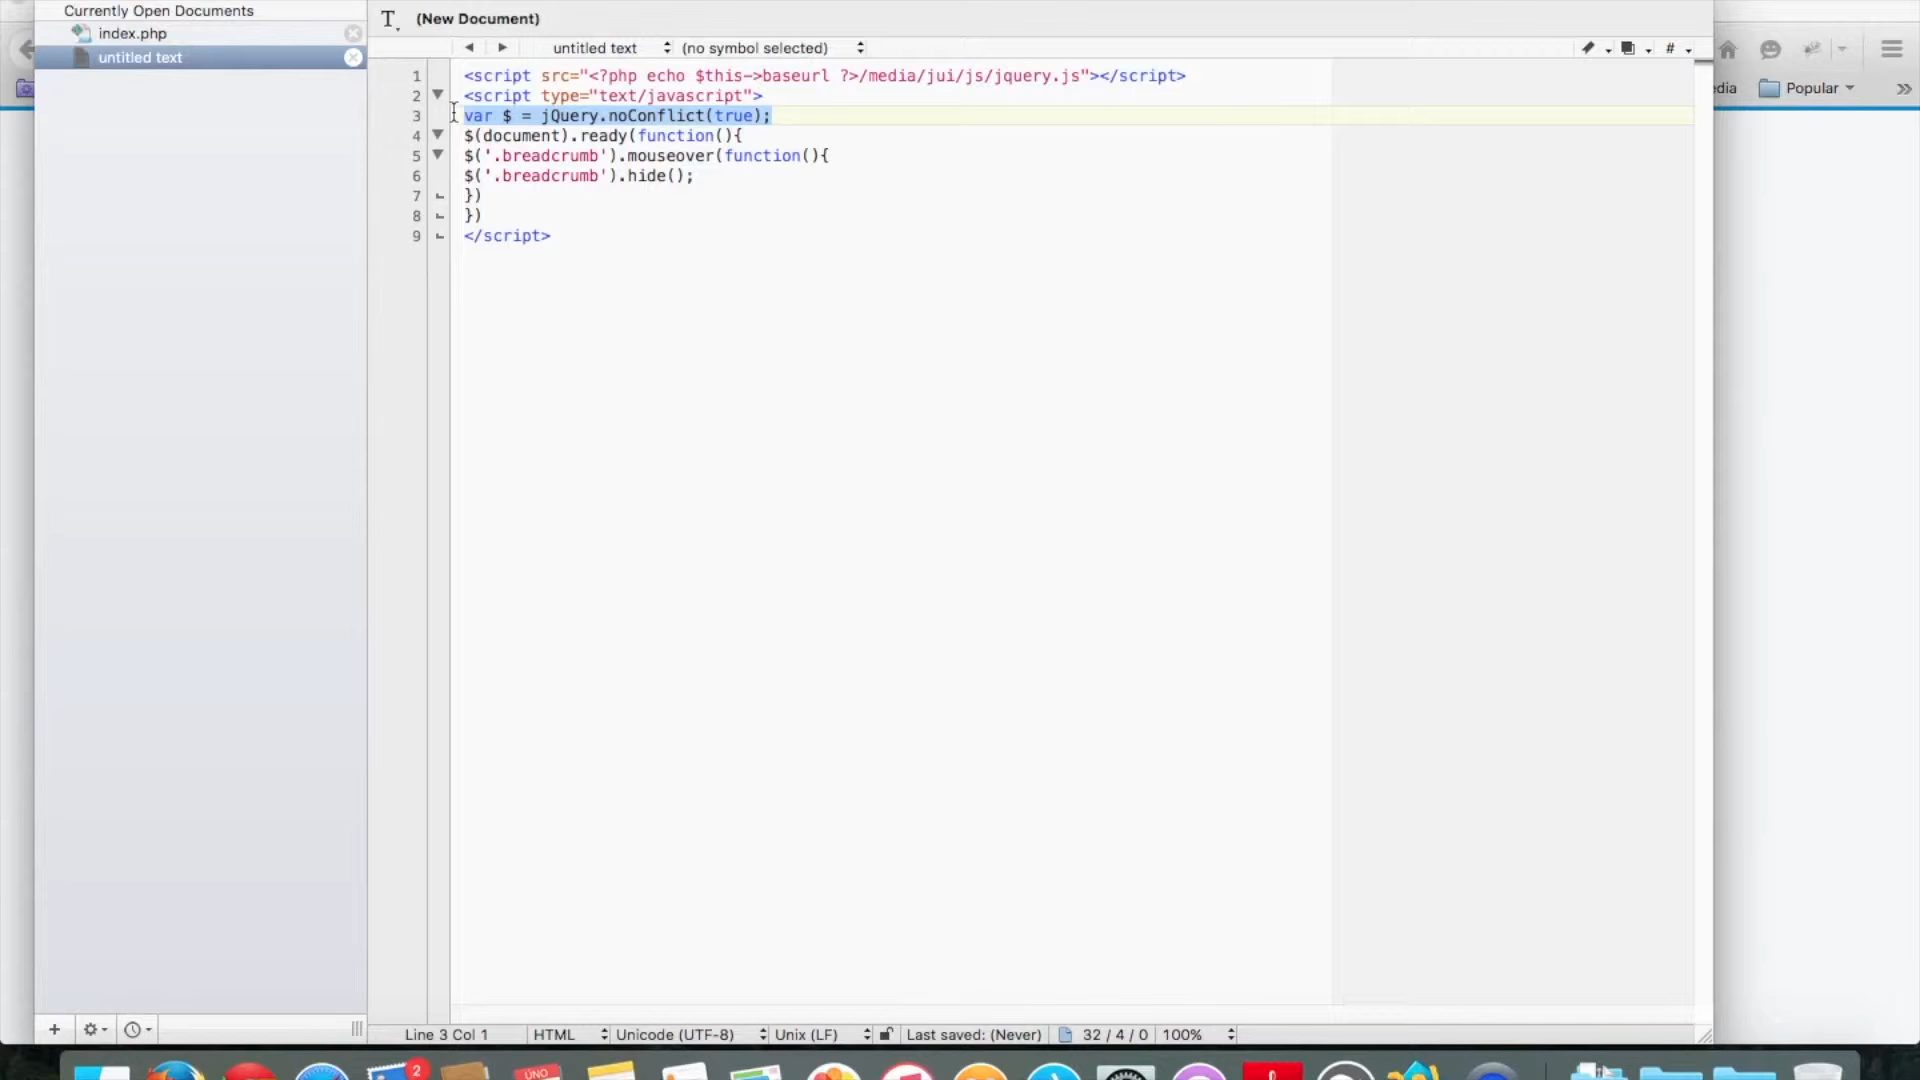 Currently Open Documents
index.php
untitled text
T (New Document)
untitled text (no symbol selected) #
1 <script src="<?php echo $this->baseurl ?>/media/jui/js/jquery.js"></script>
2 <script type="text/javascript">
3 var $ = jQuery.noConflict(true);
4 $(document).ready(function(){
5 $('.breadcrumb').mouseover(function(){
6 $('.breadcrumb').hide();
7 })
8 })
9 </script>
dia Popular »
Line 3 Col 1 HTML Unicode (UTF-8) Unix (LF) Last saved: (Never) 32 / 4 / 0 100%
2
UNO